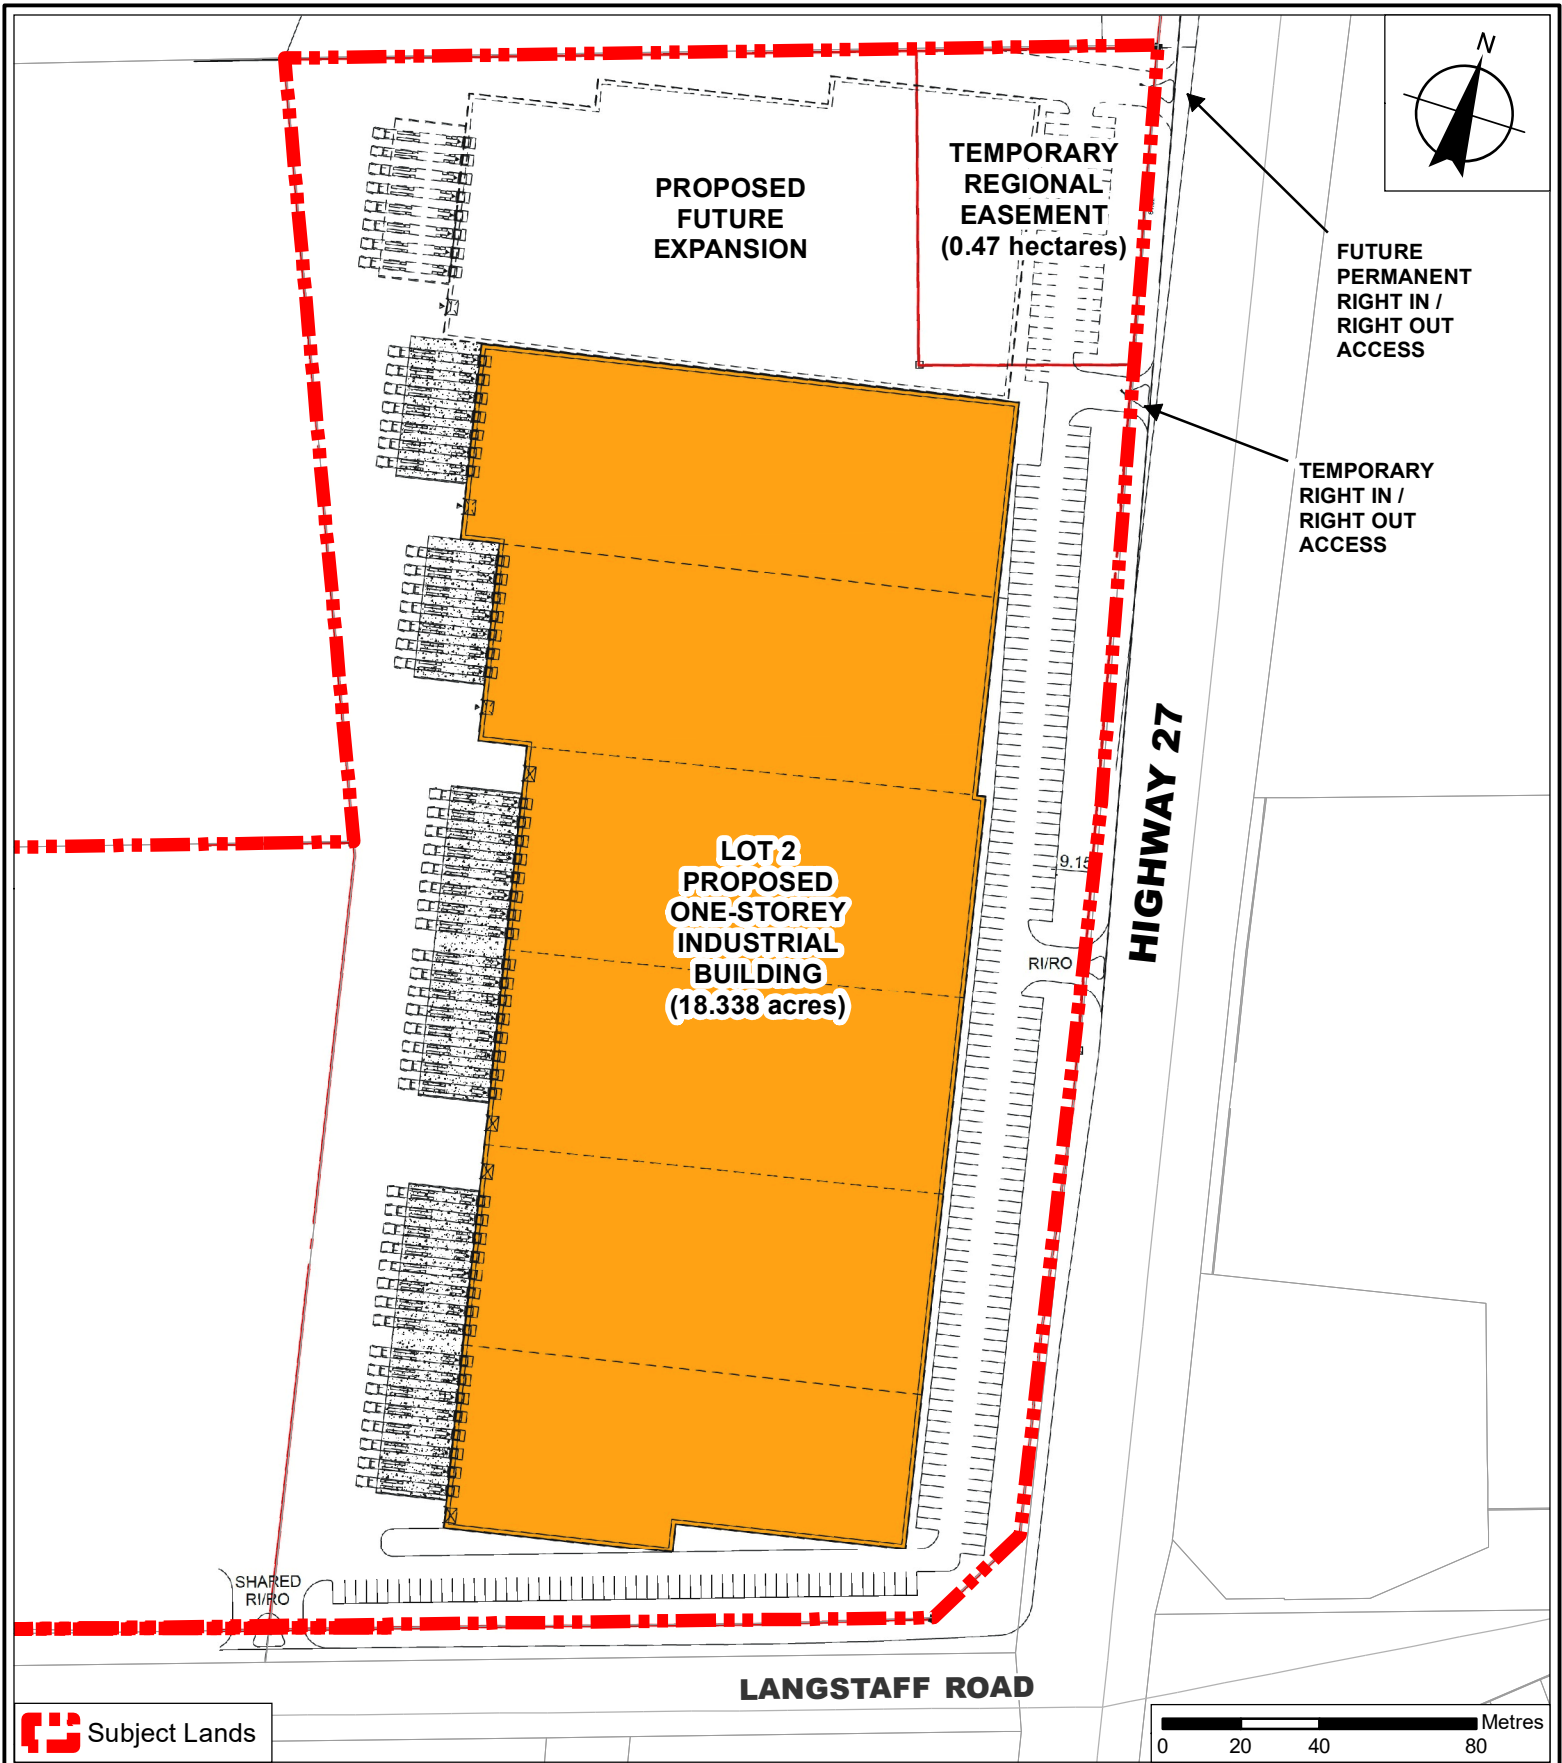 N
TEMPORARY
REGIONAL
EASEMENT
(0.47 hectares)
PROPOSED
FUTURE
EXPANSION
FUTURE
PERMANENT
RIGHT IN /
RIGHT OUT
ACCESS
TEMPORARY
RIGHT IN /
RIGHT OUT
ACCESS
HIGHWAY 27
LOT 2
PROPOSED
ONE-STOREY
INDUSTRIAL
BUILDING
(18.338 acres)
9.15
RI/RO
SHARED
RI/RO
LANGSTAFF ROAD
Subject Lands
Metres
0 20 40 80